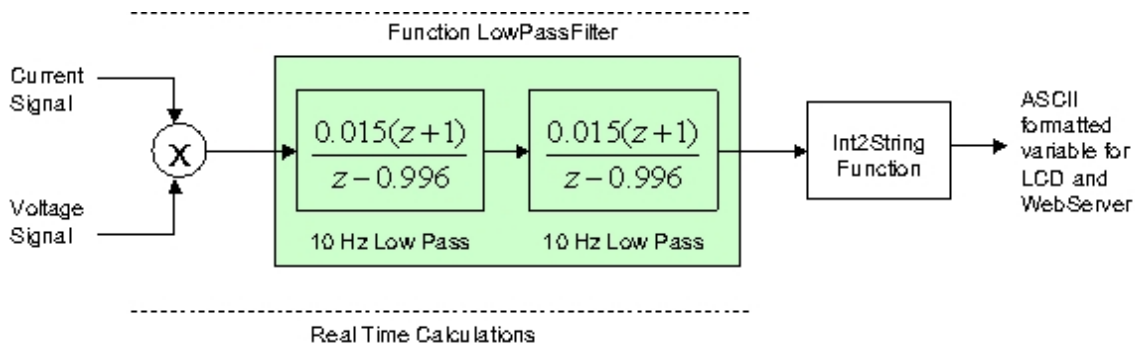 Function LowPassFilter
Current
Signal
X
Voltage
Signal
0.015(z+1)
z−0.996
10 Hz Low Pass
0.015(z+1)
z−0.996
10 Hz Low Pass
Int2String
Function
ASCII
formatted
variable for
LCD and
WebServer
Real Time Calculations